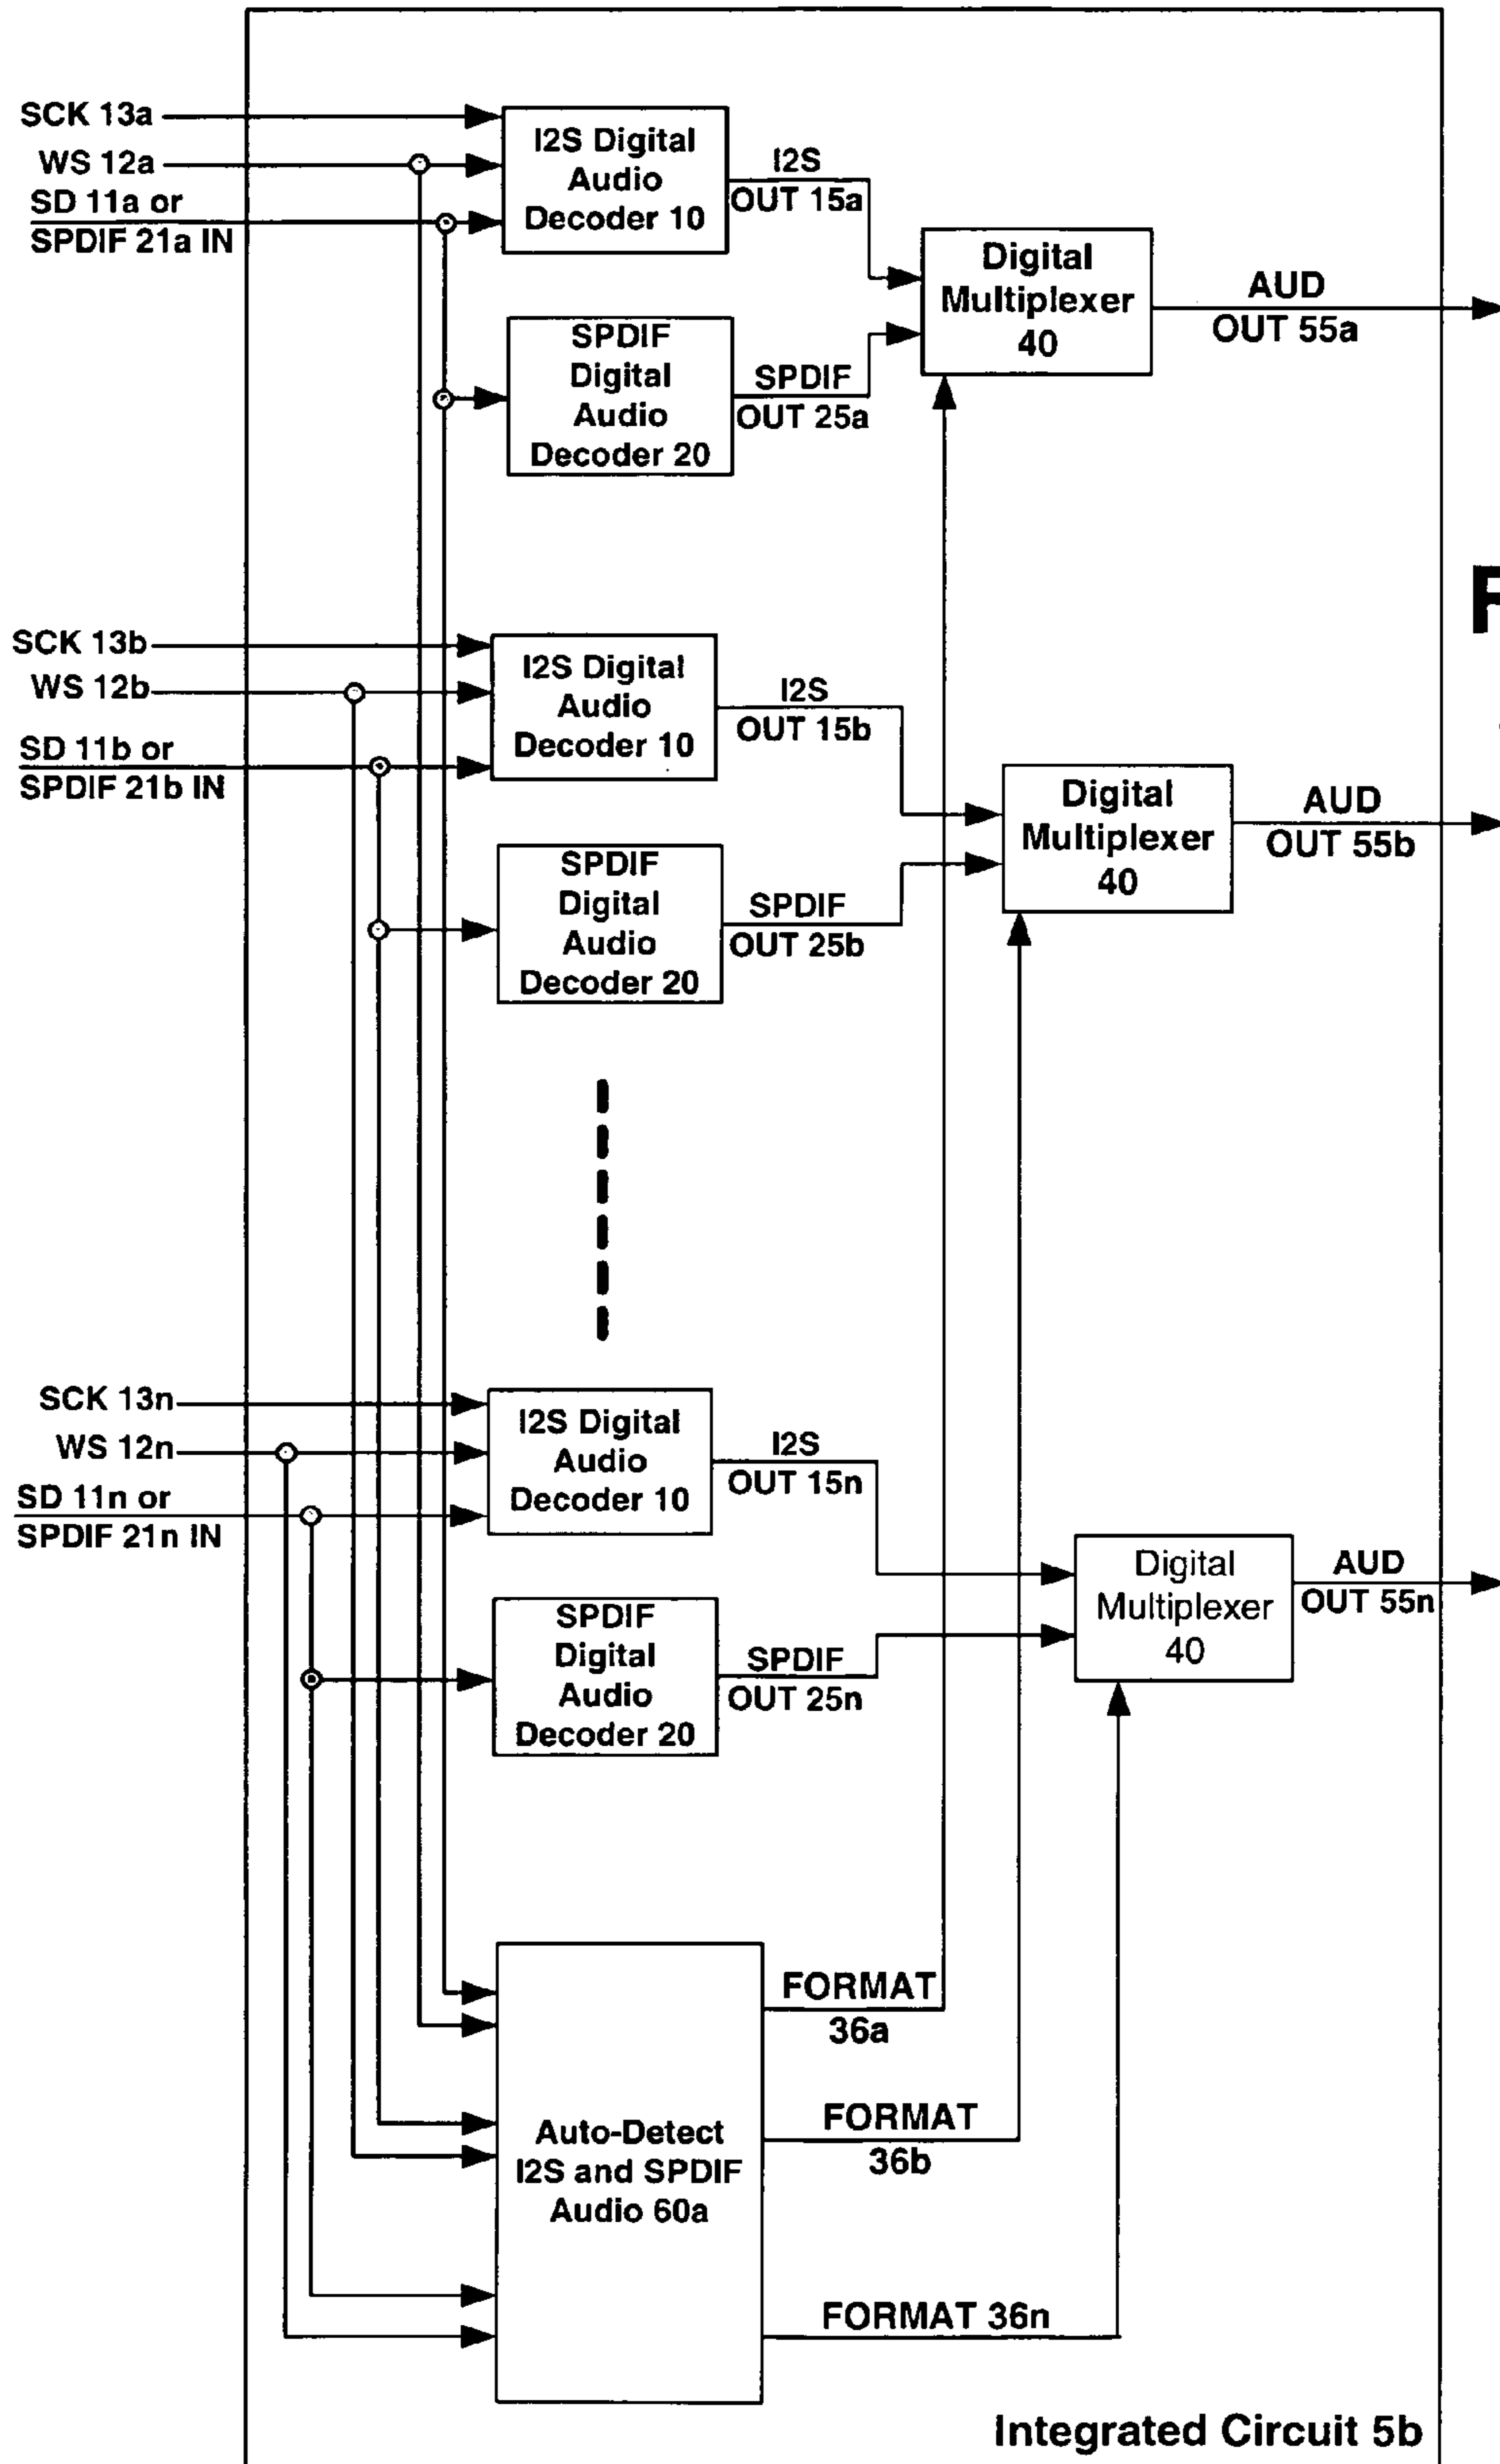 SCK 13a
WS 12a
SD 11a or
SPDIF 21a IN
I2S Digital
Audio
Decoder 10
I2S
OUT 15a
SPDIF
Digital
Audio
Decoder 20
SPDIF
OUT 25a
Digital
Multiplexer
40
AUD
OUT 55a
F
SCK 13b
WS 12b
SD 11b or
SPDIF 21b IN
I2S Digital
Audio
Decoder 10
I2S
OUT 15b
SPDIF
Digital
Audio
Decoder 20
SPDIF
OUT 25b
Digital
Multiplexer
40
AUD
OUT 55b
SCK 13n
WS 12n
SD 11n or
SPDIF 21n IN
I2S Digital
Audio
Decoder 10
I2S
OUT 15n
SPDIF
Digital
Audio
Decoder 20
SPDIF
OUT 25n
Digital
Multiplexer
40
AUD
OUT 55n
Auto-Detect
I2S and SPDIF
Audio 60a
FORMAT
36a
FORMAT
36b
FORMAT 36n
Integrated Circuit 5b